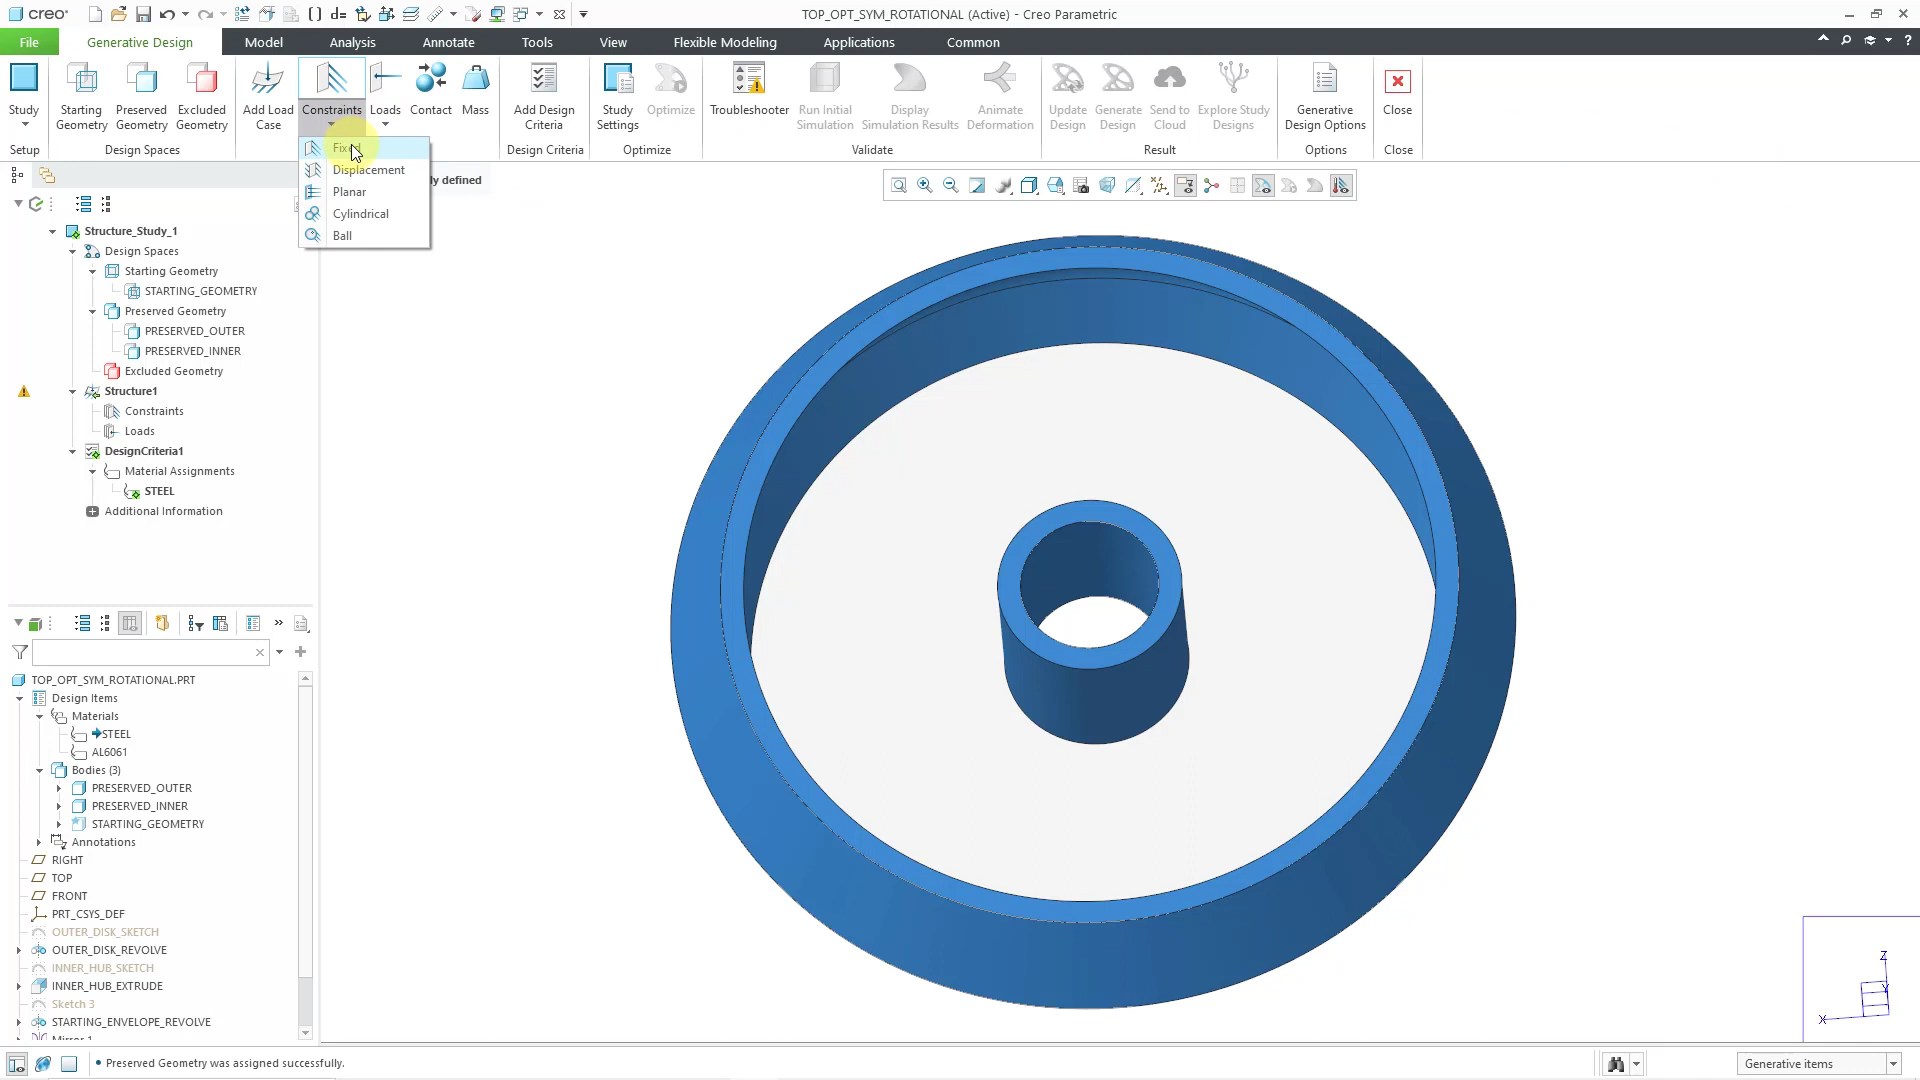 creo
TOP_OPT_SYM_ROTATIONAL (Active) - Creo Parametric
File
Generative Design
Model
Analysis
Annotate
Tools
View
Flexible Modeling
Applications
Common
Study
Starting
Geometry
Preserved
Geometry
Excluded
Geometry
Add Load
Case
Constraints
Loads
Contact
Mass
Add Design
Criteria
Study
Settings
Optimize
Troubleshooter
Run Initial
Simulation
Display
Simulation Results
Animate
Deformation
Update
Design
Generate
Design
Send to
Cloud
Explore Study
Designs
Generative
Design Options
Close
Setup
Design Spaces
Design Criteria
Optimize
Validate
Result
Options
Close
Displacement
Planar
Cylindrical
Ball
defined
Structure_Study_1
Design Spaces
Starting Geometry
STARTING_GEOMETRY
Preserved Geometry
PRESERVED_OUTER
PRESERVED_INNER
Excluded Geometry
Structure1
Constraints
Loads
DesignCriteria1
Material Assignments
STEEL
Additional Information
TOP_OPT_SYM_ROTATIONAL.PRT
Design Items
Materials
STEEL
AL6061
Bodies (3)
PRESERVED_OUTER
PRESERVED_INNER
STARTING_GEOMETRY
Annotations
RIGHT
TOP
FRONT
PRT_CSYS_DEF
OUTER_DISK_SKETCH
OUTER_DISK_REVOLVE
INNER_HUB_SKETCH
INNER_HUB_EXTRUDE
Sketch 3
STARTING_ENVELOPE_REVOLVE
Mirror 1
Z
Y
X
• Preserved Geometry was assigned successfully.
Generative items